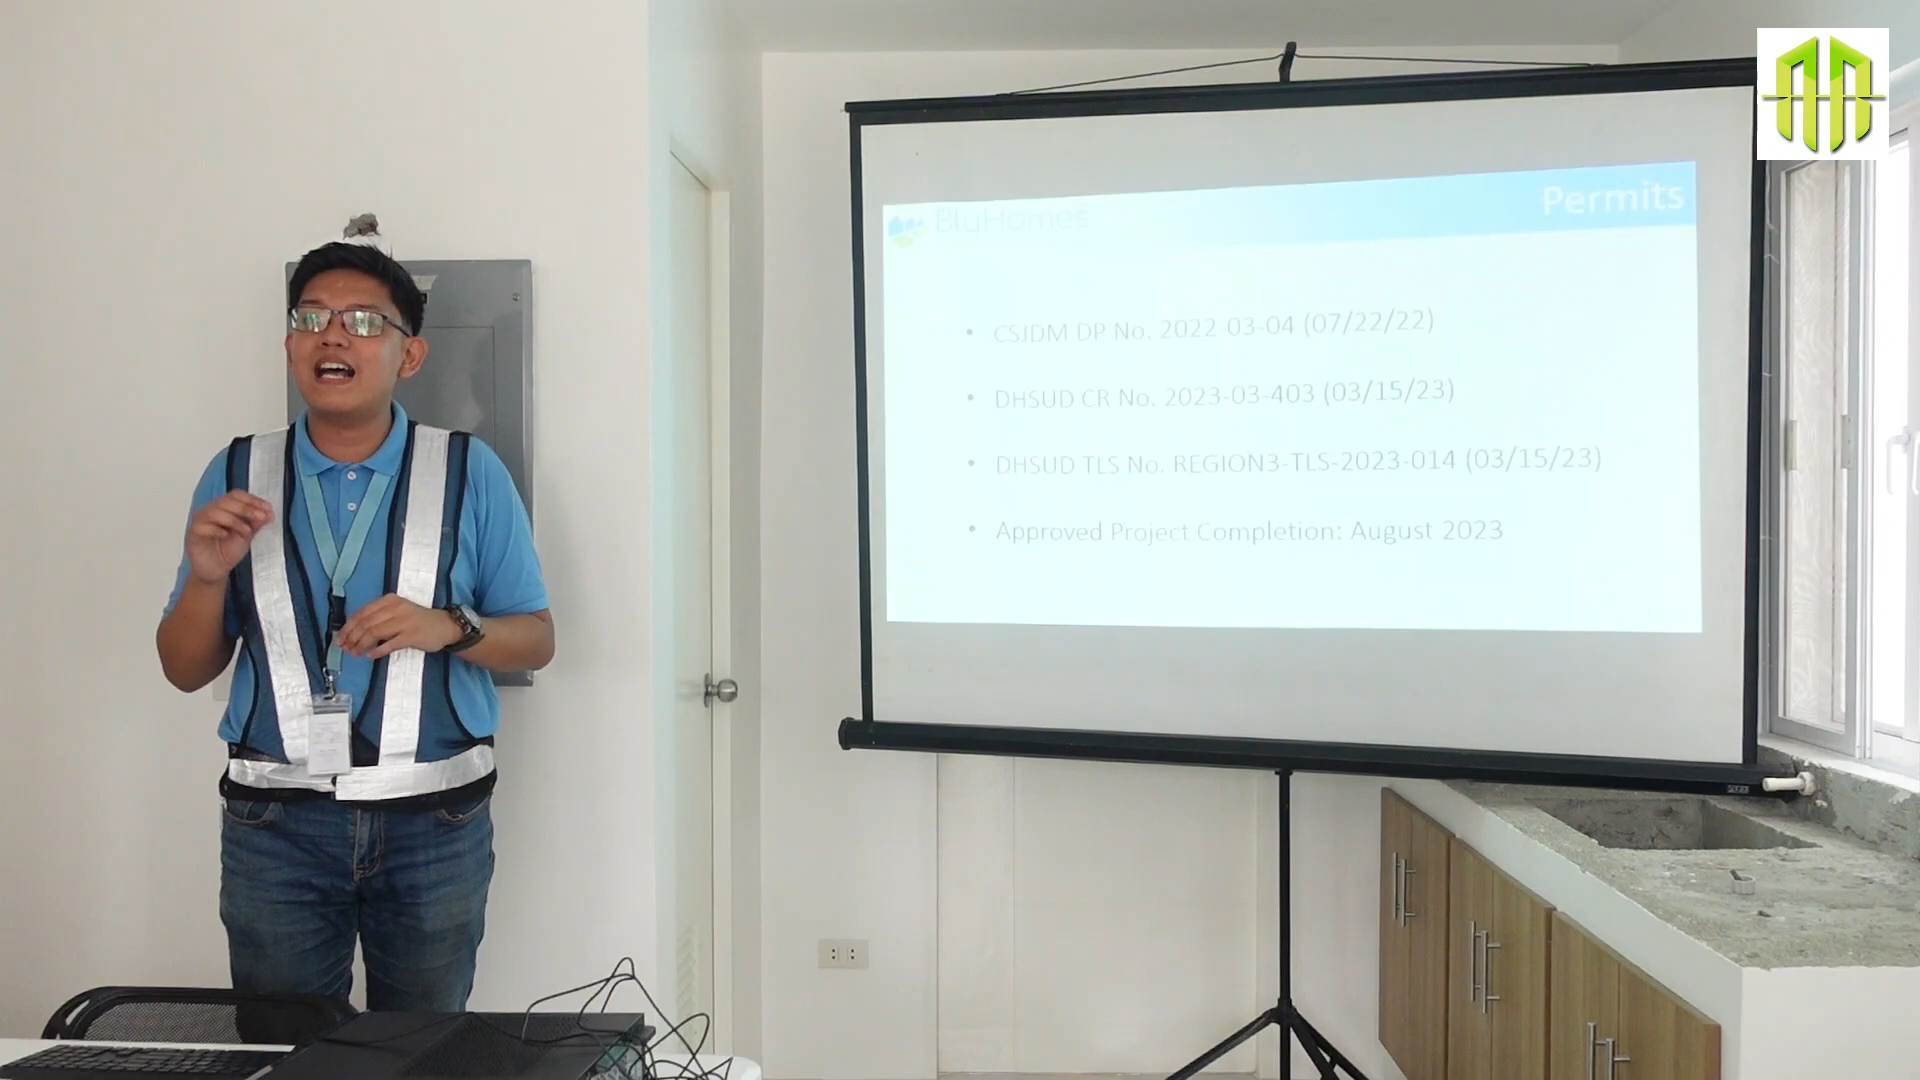 Permits
BluHomes
• CSJDM DP No. 2022-03-04 (07/22/22)
• DHSUD CR No. 2023-03-403 (03/15/23)
• DHSUD TLS No. REGION3-TLS-2023-014 (03/15/23)
• Approved Project Completion: August 2023